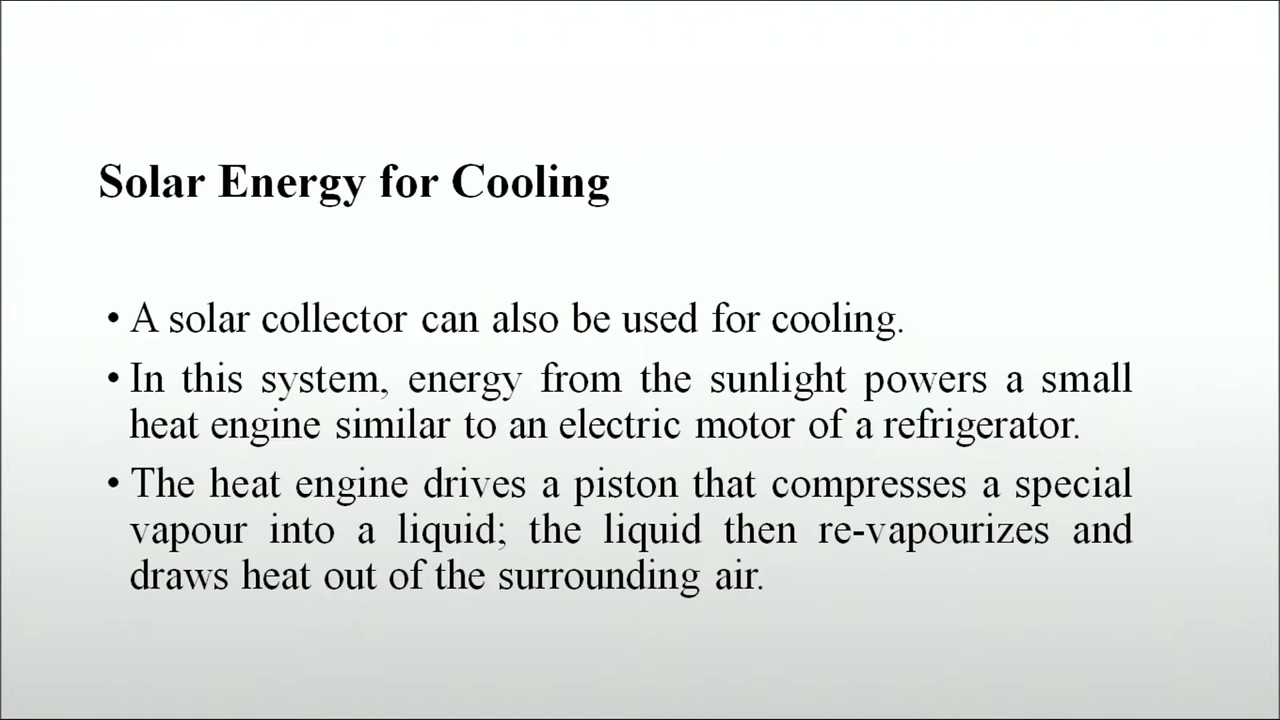 Solar Energy for Cooling
• A solar collector can also be used for cooling.
• In this system, energy from the sunlight powers a small
heat engine similar to an electric motor of a refrigerator.
• The heat engine drives a piston that compresses a special
vapour into a liquid; the liquid then re-vapourizes and
draws heat out of the surrounding air.